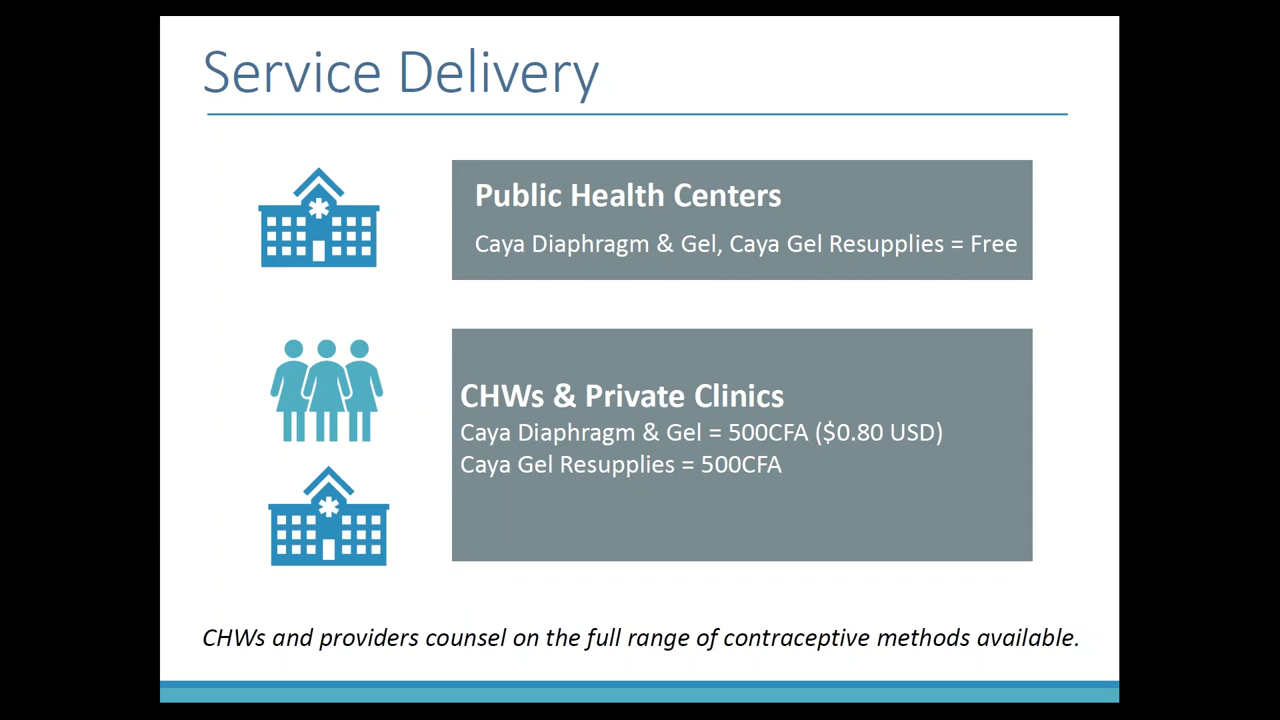 Service Delivery
Public Health Centers
Caya Diaphragm & Gel, Caya Gel Resupplies = Free
CHWs & Private Clinics
Caya Diaphragm & Gel = 500CFA ($0.80 USD)
Caya Gel Resupplies = 500CFA
CHWs and providers counsel on the full range of contraceptive methods available.